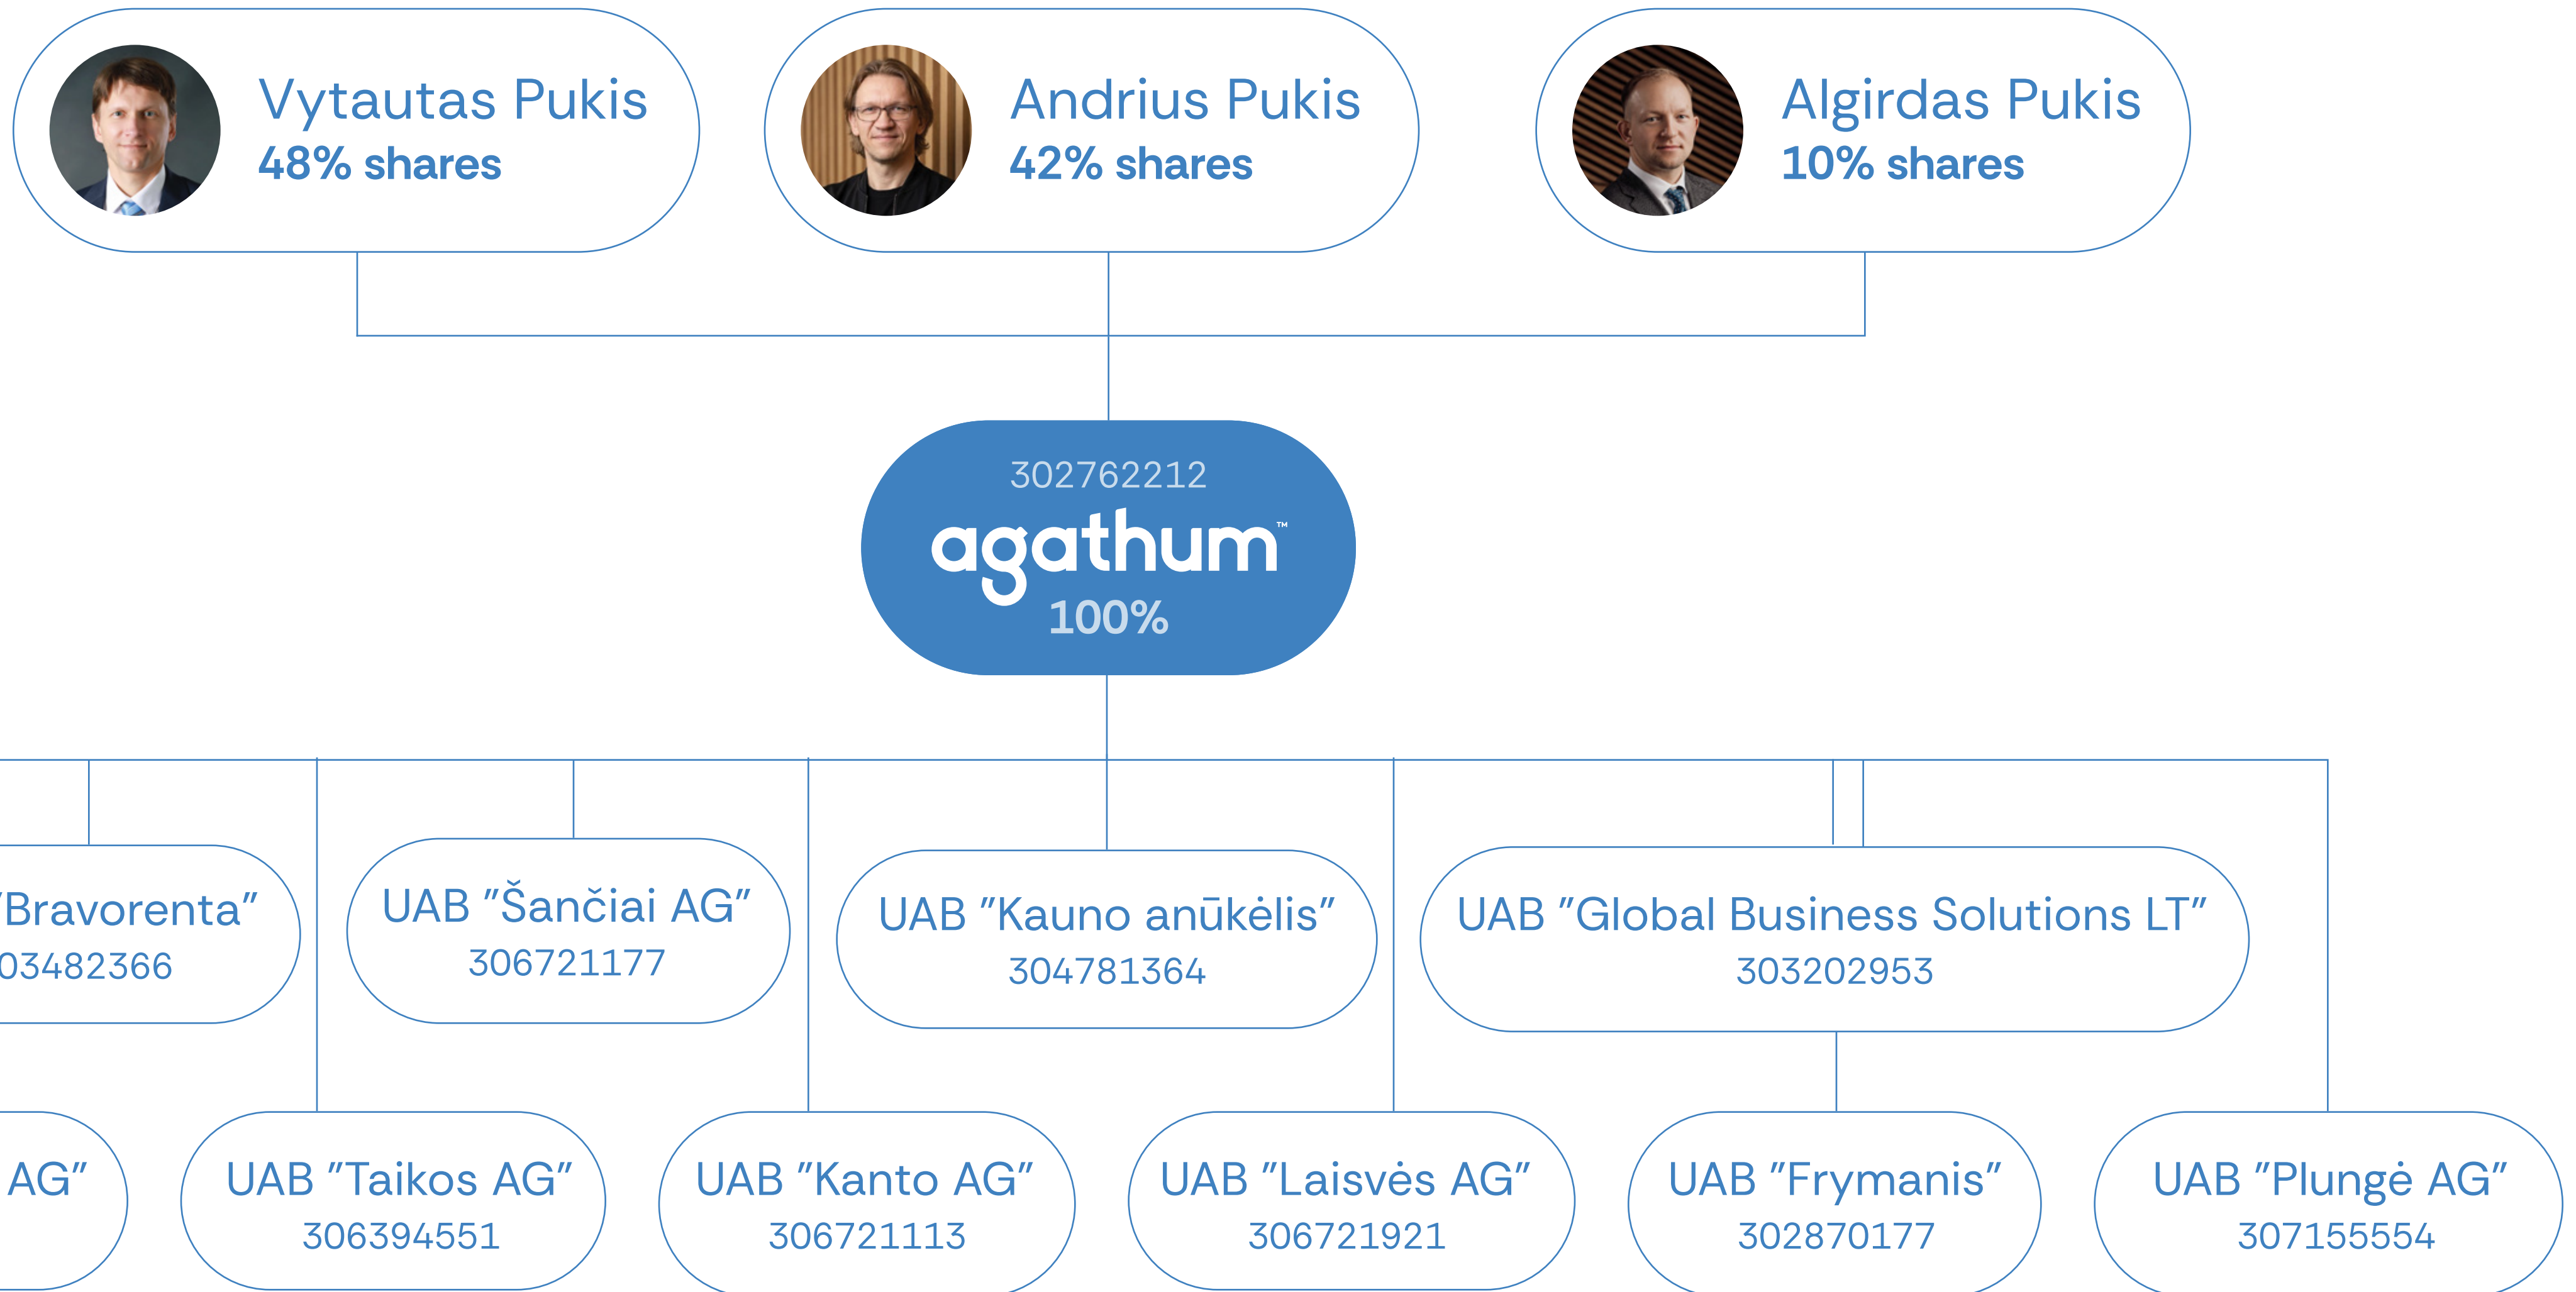 Vytautas Pukis
48% shares
Andrius Pukis
42% shares
Algirdas Pukis
10% shares
302762212
agathum™
100%
"Bravorenta"
03482366
UAB "Šančiai AG"
306721177
UAB "Kauno anūkėlis"
304781364
UAB "Global Business Solutions LT"
303202953
AG"
UAB "Taikos AG"
306394551
UAB "Kanto AG"
306721113
UAB "Laisvės AG"
306721921
UAB "Frymanis"
302870177
UAB "Plungė AG"
307155554